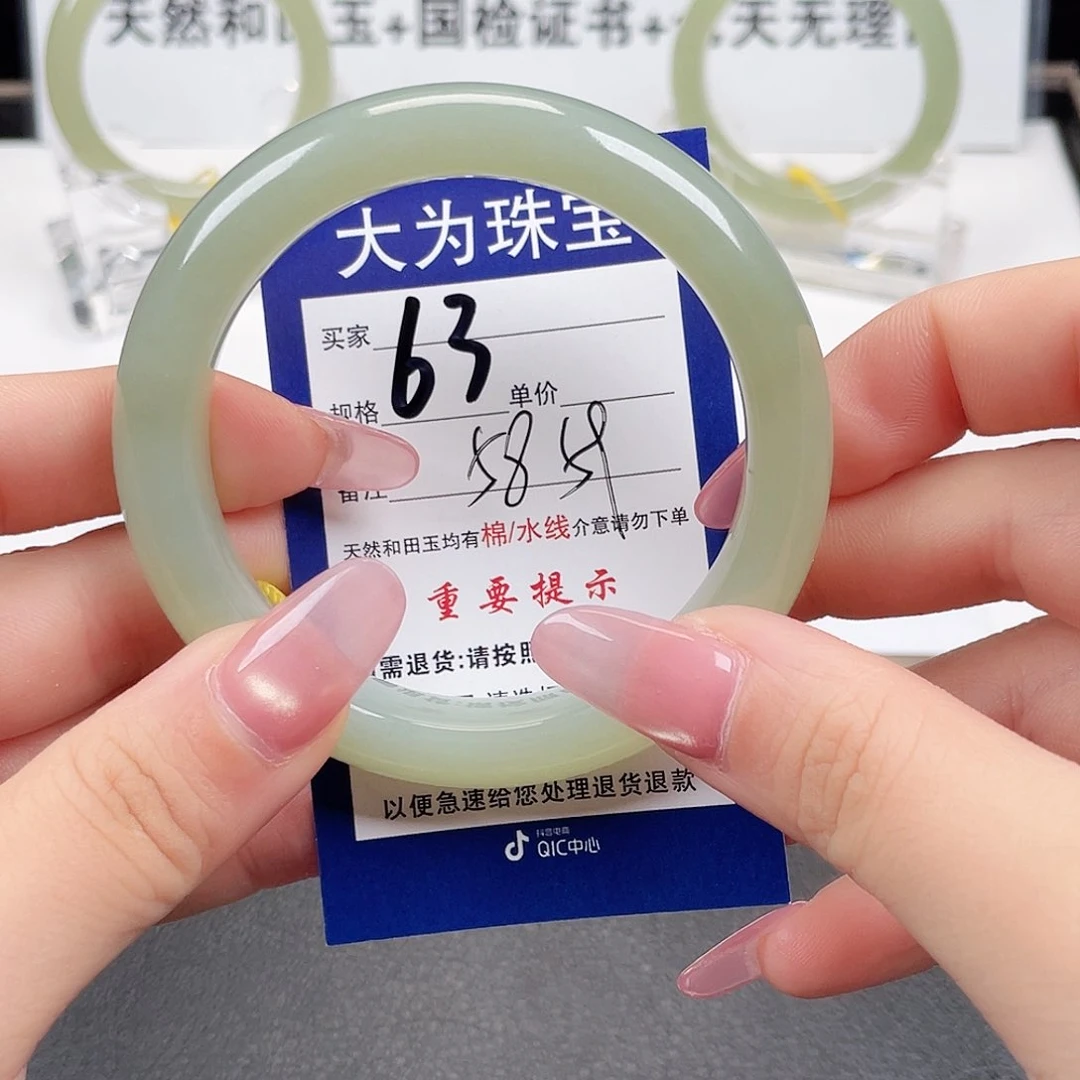 天然和田玉+国检证书+天无理
大为珠宝
买家
63
规格 单价
备注 58
天然和田玉均有棉/水线介意请勿下单
重要提示
需退货:请按照
以便急速给您处理退货退款
抖音电商
QIC中心